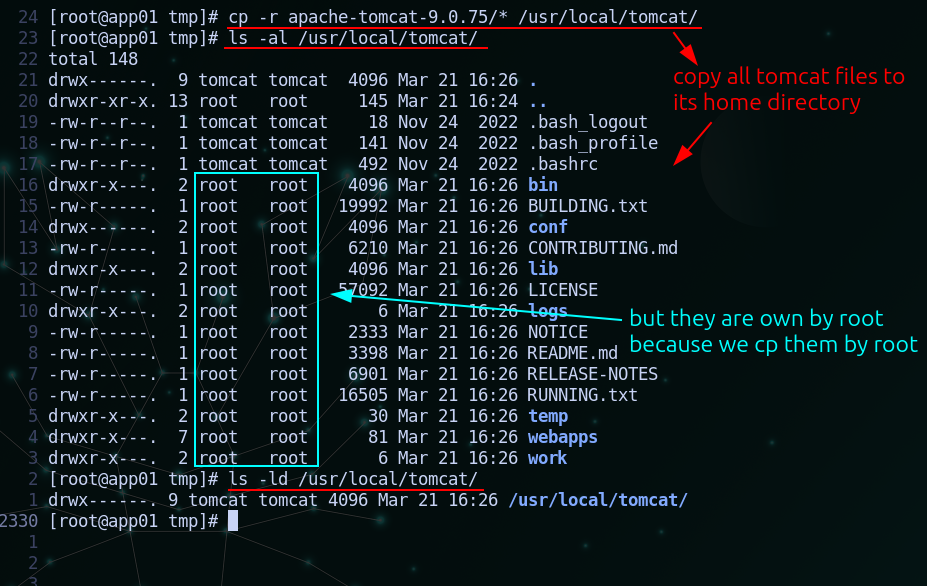 24 [root@app01 tmp]# cp -r apache-tomcat-9.0.75/* /usr/local/tomcat/
23 [root@app01 tmp]# ls -al /usr/local/tomcat/
22 total 148
21 drwx------. 9 tomcat tomcat 4096 Mar 21 16:26 .
20 drwxr-xr-x. 13 root root 145 Mar 21 16:24 ..
19 -rw-r--r--. 1 tomcat tomcat 18 Nov 24 2022 .bash_logout
18 -rw-r--r--. 1 tomcat tomcat 141 Nov 24 2022 .bash_profile
17 -rw-r--r--. 1 tomcat tomcat 492 Nov 24 2022 .bashrc
16 drwxr-x---. 2 root root 4096 Mar 21 16:26 bin
15 -rw-r-----. 1 root root 19992 Mar 21 16:26 BUILDING.txt
14 drwx------. 2 root root 4096 Mar 21 16:26 conf
13 -rw-r-----. 1 root root 6210 Mar 21 16:26 CONTRIBUTING.md
12 drwxr-x---. 2 root root 4096 Mar 21 16:26 lib
11 -rw-r-----. 1 root root 57092 Mar 21 16:26 LICENSE
10 drwxr-x---. 2 root root 6 Mar 21 16:26 logs
9 -rw-r-----. 1 root root 2333 Mar 21 16:26 NOTICE
8 -rw-r-----. 1 root root 3398 Mar 21 16:26 README.md
7 -rw-r-----. 1 root root 6901 Mar 21 16:26 RELEASE-NOTES
6 -rw-r-----. 1 root root 16505 Mar 21 16:26 RUNNING.txt
5 drwxr-x---. 2 root root 30 Mar 21 16:26 temp
4 drwxr-x---. 7 root root 81 Mar 21 16:26 webapps
3 drwxr-x---. 2 root root 6 Mar 21 16:26 work
2 [root@app01 tmp]# ls -ld /usr/local/tomcat/
1 drwx------. 9 tomcat tomcat 4096 Mar 21 16:26 /usr/local/tomcat/
2330 [root@app01 tmp]#
1
2
3
copy all tomcat files to
its home directory
but they are own by root
because we cp them by root